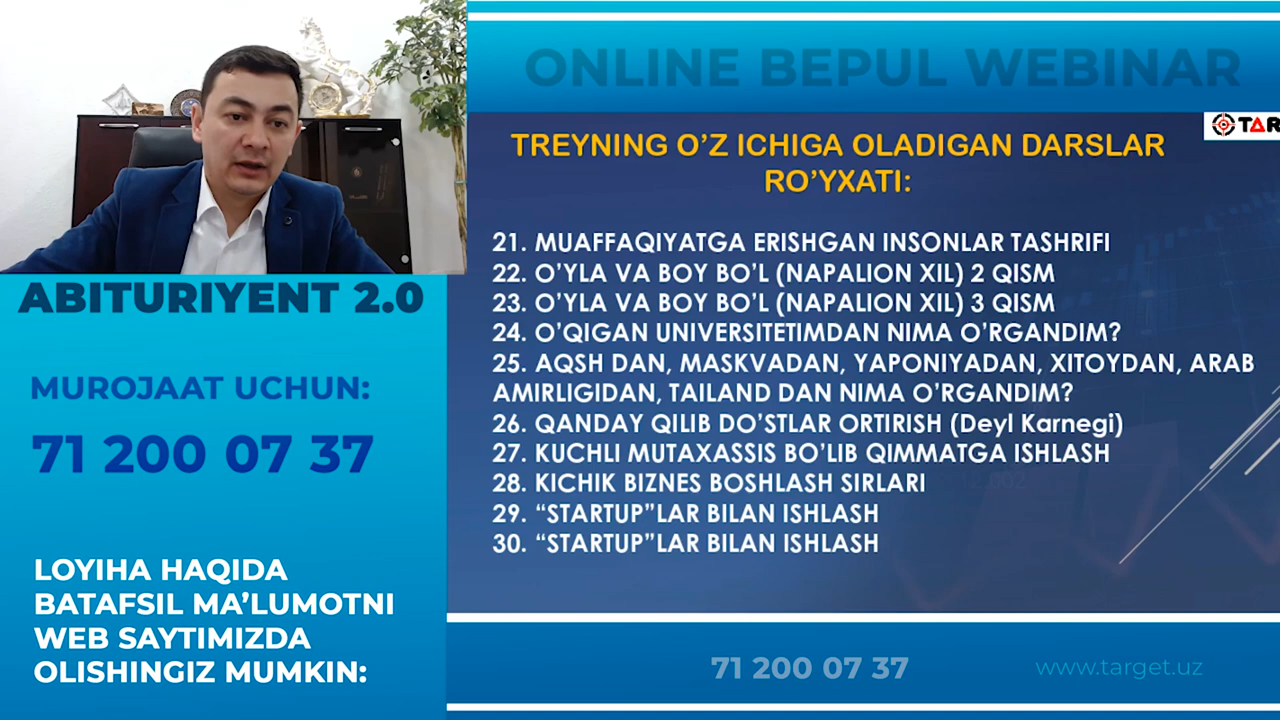 ONLINE BEPUL WEBINAR
TREYNING O’Z ICHIGA OLADIGAN DARSLAR
RO’YXATI:
21. MUAFFAQIYATGA ERISHGAN INSONLAR TASHRIFI
22. O’YLA VA BOY BO’L (NAPALION XIL) 2 QISM
23. O’YLA VA BOY BO’L (NAPALION XIL) 3 QISM
24. O’QIGAN UNIVERSITETIMDAN NIMA O’RGANDIM?
25. AQSH DAN, MASKVADAN, YAPONIYADAN, XITOYDAN, ARAB
AMIRLIGIDAN, TAILAND DAN NIMA O’RGANDIM?
26. QANDAY QILIB DO’STLAR ORTIRISH (Deyl Karnegi)
27. KUCHLI MUTAXASSIS BO’LIB QIMMATGA ISHLASH
28. KICHIK BIZNES BOSHLASH SIRLARI
29. “STARTUP”LAR BILAN ISHLASH
30. “STARTUP”LAR BILAN ISHLASH
ABITURIYENT 2.0
MUROJAAT UCHUN:
71 200 07 37
LOYIHA HAQIDA
BATAFSIL MA’LUMOTNI
WEB SAYTIMIZDA
OLISHINGIZ MUMKIN:
71 200 07 37
www.target.uz